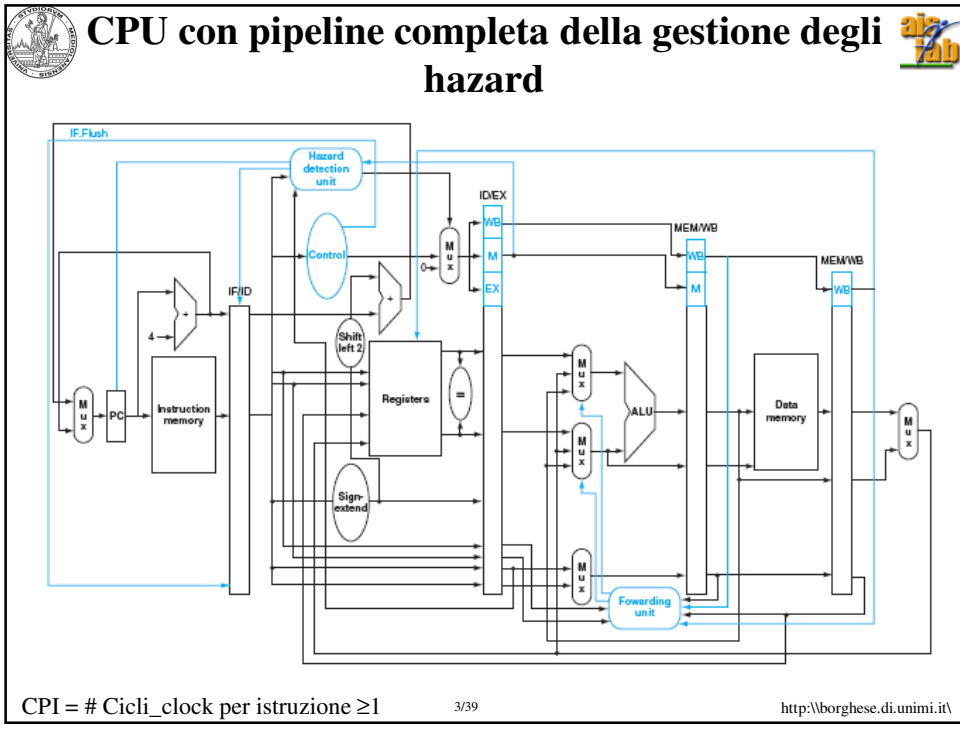 CPU con pipeline completa della gestione degli
hazard
IF.Flush
Hazard
detection
unit
ID/EX
WB
MEM/WB
Control
M
u
x
M
WB
MEM/WB
0
EX
M
WB
IF/ID
+
+
4
Shift
left 2
M
u
x
PC
Instruction
memory
Registers
=
M
u
x
ALU
Data
memory
M
u
x
M
u
x
Sign-
extend
M
u
x
Fowarding
unit
CPI = # Cicli_clock per istruzione ≥1
3/39
http:\\borghese.di.unimi.it\